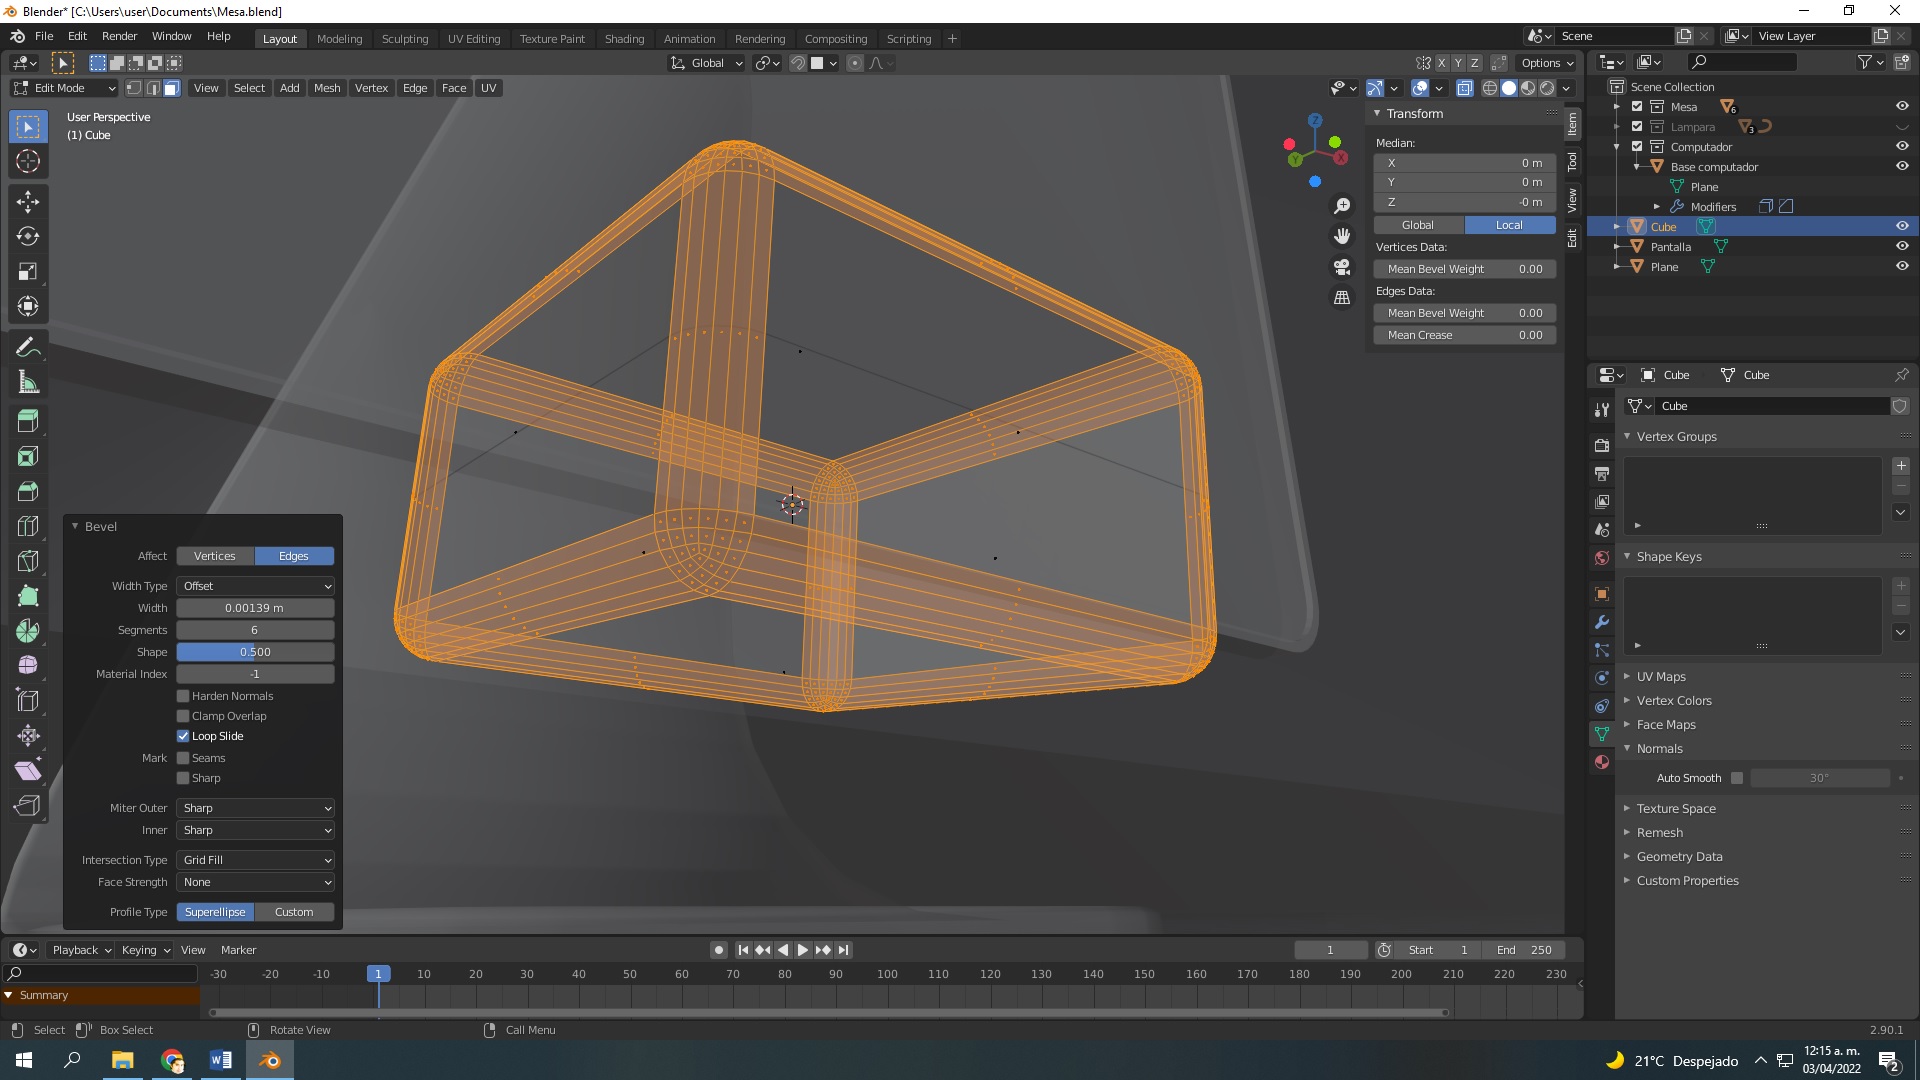 Blender* [C:\Users\user\Documents\Mesa.blend]
File Edit Render Window Help Layout Modeling Sculpting UV Editing Texture Paint Shading Animation Rendering Compositing Scripting + Scene View Layer
Global X Y Z Options
Edit Mode View Select Add Mesh Vertex Edge Face UV
User Perspective
(1) Cube
Z
Y X
Transform
Median:
X 0 m
Y 0 m
Z -0 m
Global Local
Vertices Data:
Mean Bevel Weight 0.00
Edges Data:
Mean Bevel Weight 0.00
Mean Crease 0.00
Item
Tool
View
Edit
Scene Collection
Mesa 6
Lampara 3
Computador
Base computador
Plane
Modifiers
Cube
Pantalla
Plane
Cube Cube
Cube
Vertex Groups
Shape Keys
UV Maps
Vertex Colors
Face Maps
Normals
Auto Smooth 30°
Texture Space
Remesh
Geometry Data
Custom Properties
Bevel
Affect Vertices Edges
Width Type Offset
Width 0.00139 m
Segments 6
Shape 0.500
Material Index -1
Harden Normals
Clamp Overlap
Loop Slide
Mark Seams
Sharp
Miter Outer Sharp
Inner Sharp
Intersection Type Grid Fill
Face Strength None
Profile Type Superellipse Custom
Playback Keying View Marker 1 Start 1 End 250
-30 -20 -10 1 10 20 30 40 50 60 70 80 90 100 110 120 130 140 150 160 170 180 190 200 210 220 230
Summary
Select Box Select Rotate View Call Menu 2.90.1
21°C Despejado 12:15 a. m.
03/04/2022 2